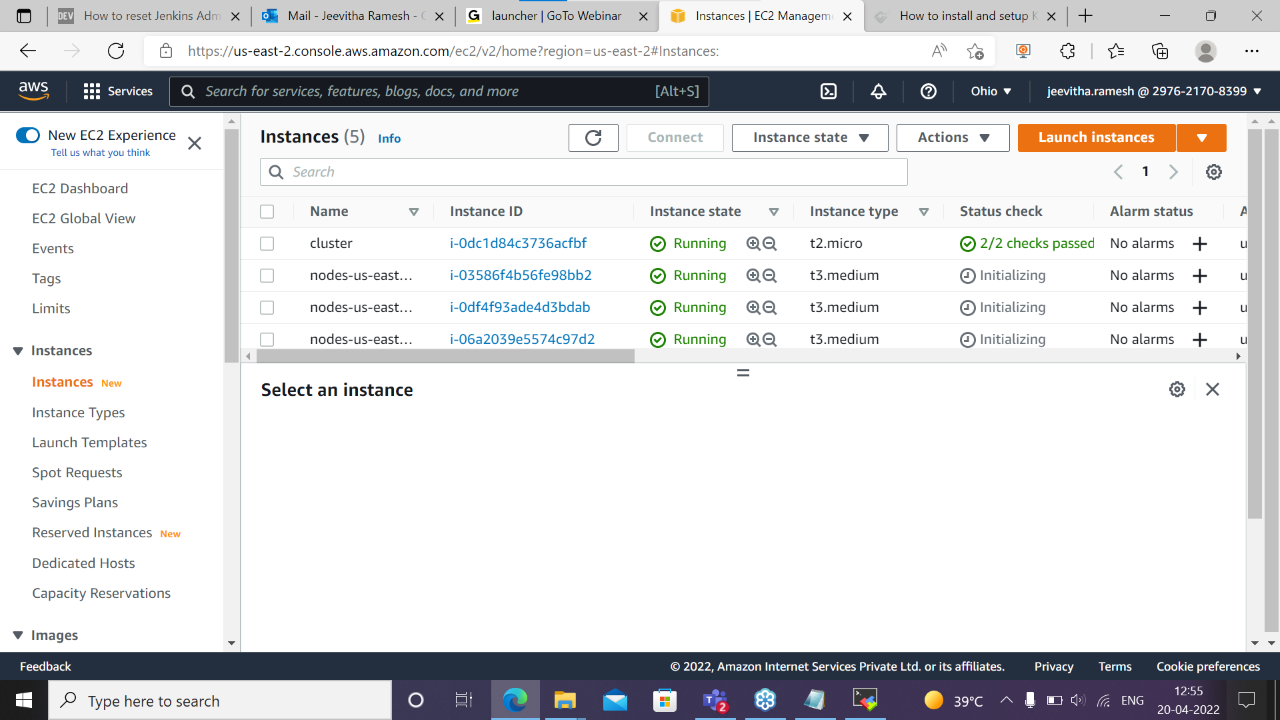 How to reset Jenkins Adm
Mail - Jeevitha Ramesh -
launcher | GoTo Webinar
Instances | EC2 Managem
How to install and setup K
https://us-east-2.console.aws.amazon.com/ec2/v2/home?region=us-east-2#Instances:
aws
Services
Search for services, features, blogs, docs, and more
[Alt+S]
Ohio
jeevitha.ramesh @ 2976-2170-8399
New EC2 Experience
Tell us what you think
EC2 Dashboard
EC2 Global View
Events
Tags
Limits
Instances
Instances New
Instance Types
Launch Templates
Spot Requests
Savings Plans
Reserved Instances New
Dedicated Hosts
Capacity Reservations
Images
Instances (5) Info
Connect
Instance state
Actions
Launch instances
Search
1
Name Instance ID Instance state Instance type Status check Alarm status A
cluster i-0dc1d84c3736acfbf Running t2.micro 2/2 checks passed No alarms + u
nodes-us-east... i-03586f4b56fe98bb2 Running t3.medium Initializing No alarms + u
nodes-us-east... i-0df4f93ade4d3bdab Running t3.medium Initializing No alarms + u
nodes-us-east... i-06a2039e5574c97d2 Running t3.medium Initializing No alarms + u
Select an instance
Feedback
© 2022, Amazon Internet Services Private Ltd. or its affiliates.
Privacy
Terms
Cookie preferences
Type here to search
2
39°C
ENG
12:55
20-04-2022